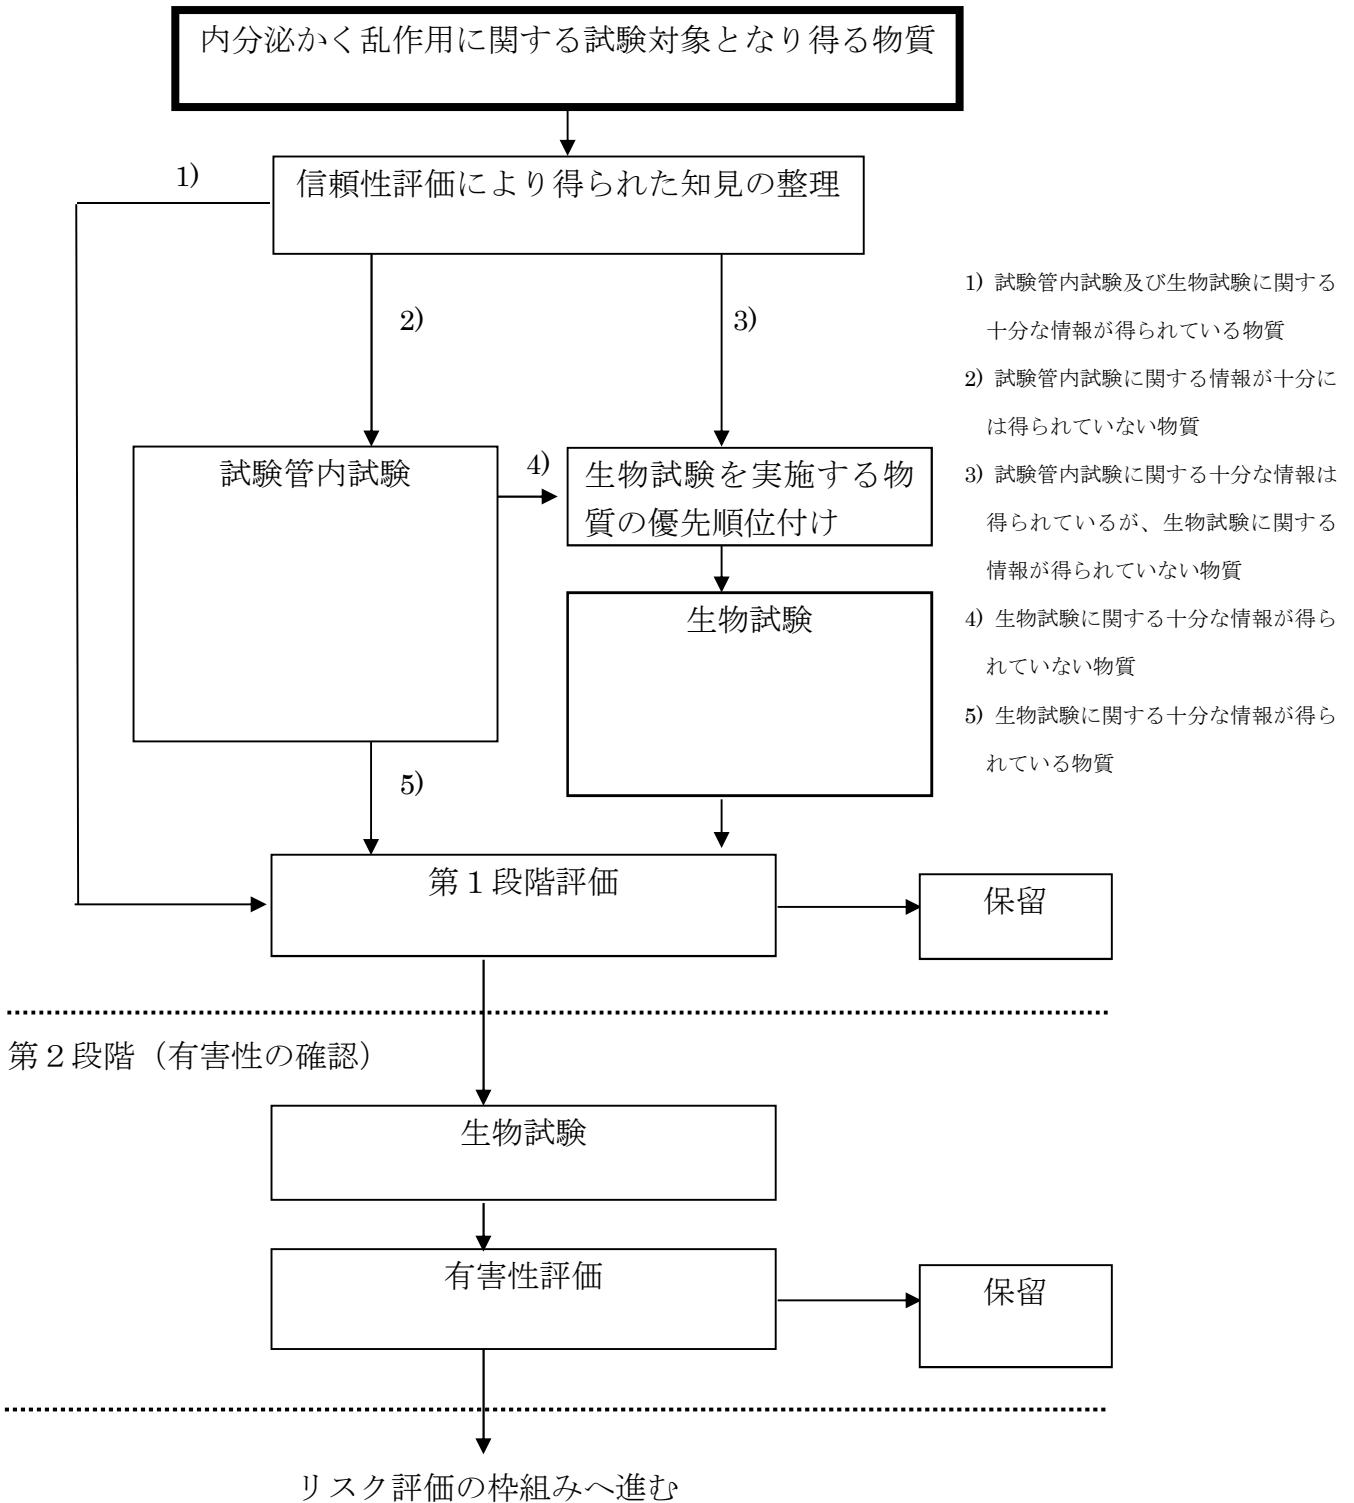 内分泌かく乱作用に関する試験対象となり得る物質
1)
信頼性評価により得られた知見の整理
2)
3)
1) 試験管内試験及び生物試験に関する
十分な情報が得られている物質
2) 試験管内試験に関する情報が十分に
は得られていない物質
3) 試験管内試験に関する十分な情報は
得られているが、生物試験に関する
情報が得られていない物質
4) 生物試験に関する十分な情報が得ら
れていない物質
5) 生物試験に関する十分な情報が得ら
れている物質
試験管内試験
4)
生物試験を実施する物
質の優先順位付け
生物試験
5)
第１段階評価
保留
第２段階（有害性の確認）
生物試験
有害性評価
保留
リスク評価の枠組みへ進む